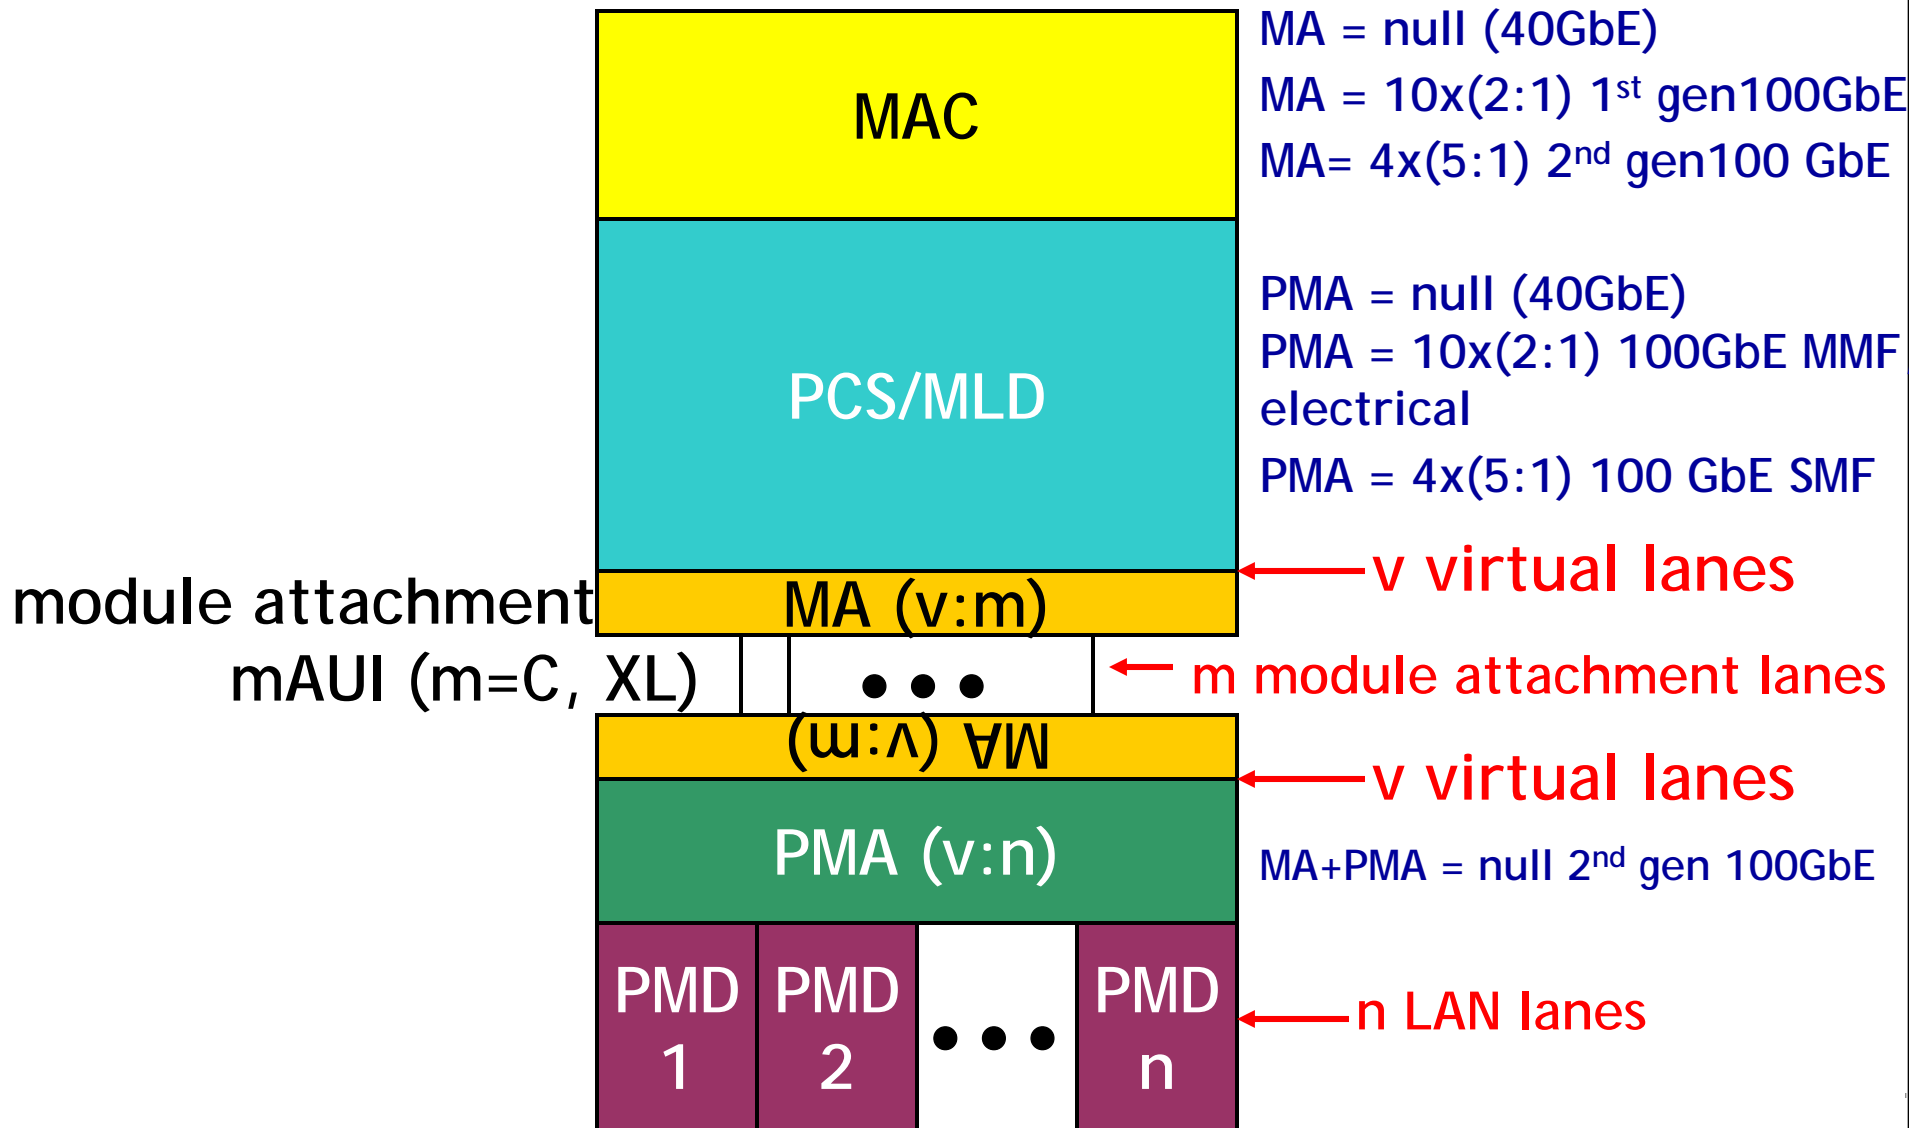 MAC
MA = null (40GbE)
MA = 10x(2:1) 1st gen100GbE
MA= 4x(5:1) 2nd gen100 GbE
PCS/MLD
PMA = null (40GbE)
PMA = 10x(2:1) 100GbE MMF
electrical
PMA = 4x(5:1) 100 GbE SMF
v virtual lanes
module attachment
MA (v:m)
mAUI (m=C, XL)
•••
m module attachment lanes
MA (v:m)
v virtual lanes
PMA (v:n)
MA+PMA = null 2nd gen 100GbE
PMD 1
PMD 2
•••
PMD n
n LAN lanes